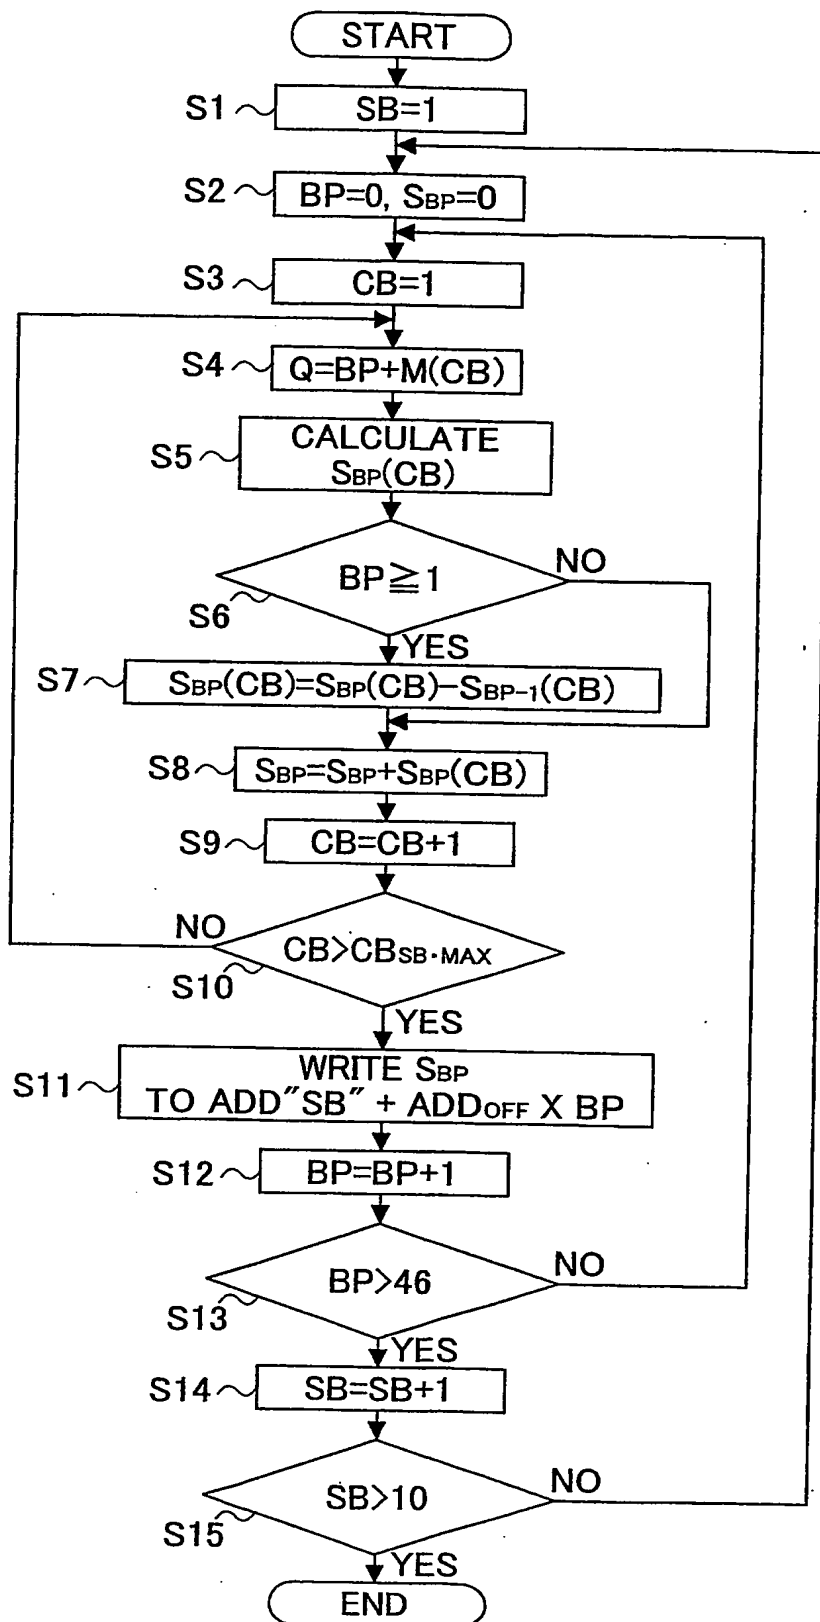 START
S1
SB=1
S2
BP=0, SBP=0
S3
CB=1
S4
Q=BP+M(CB)
S5
CALCULATE
SBP(CB)
S6
BP≧1
NO
YES
S7
SBP(CB)=SBP(CB)-SBP-1(CB)
S8
SBP=SBP+SBP(CB)
S9
CB=CB+1
S10
CB>CBSB·MAX
NO
YES
S11
WRITE SBP
TO ADD"SB" + ADDOFF X BP
S12
BP=BP+1
S13
BP>46
NO
YES
S14
SB=SB+1
S15
SB>10
NO
YES
END